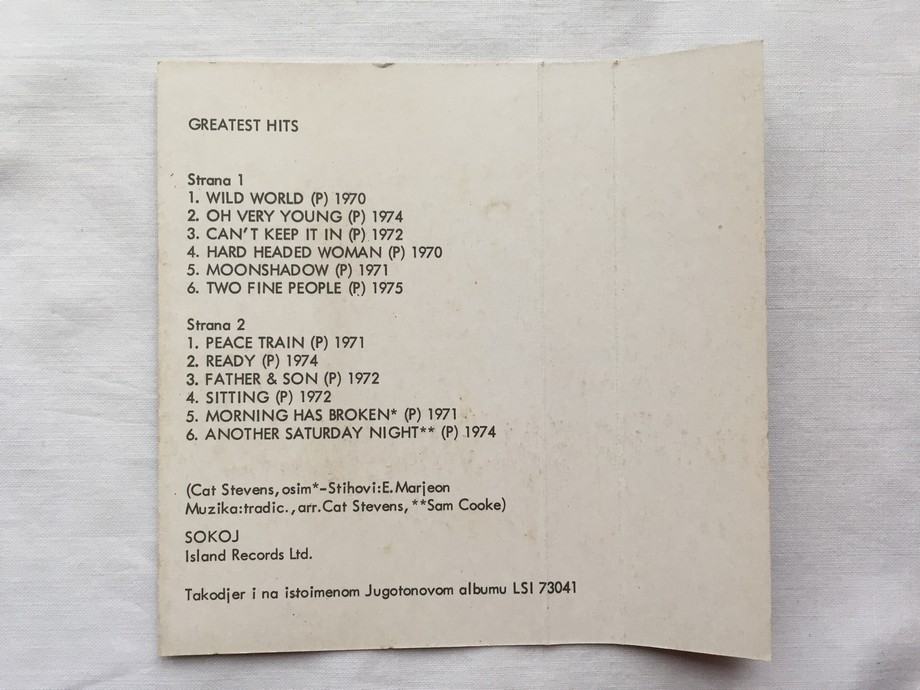 GREATEST HITS
Strana 1
1. WILD WORLD (P) 1970
2. OH VERY YOUNG (P) 1974
3. CAN'T KEEP IT IN (P) 1972
4. HARD HEADED WOMAN (P) 1970
5. MOONSHADOW (P) 1971
6. TWO FINE PEOPLE (P) 1975
Strana 2
1. PEACE TRAIN (P) 1971
2. READY (P) 1974
3. FATHER & SON (P) 1972
4. SITTING (P) 1972
5. MORNING HAS BROKEN* (P) 1971
6. ANOTHER SATURDAY NIGHT** (P) 1974
(Cat Stevens, osim*-Stihovi:E.Marjeon
Muzika:tradic., arr.Cat Stevens, **Sam Cooke)
SOKOJ
Island Records Ltd.
Takodjer i na istoimenom Jugotonovom albumu LSI 73041